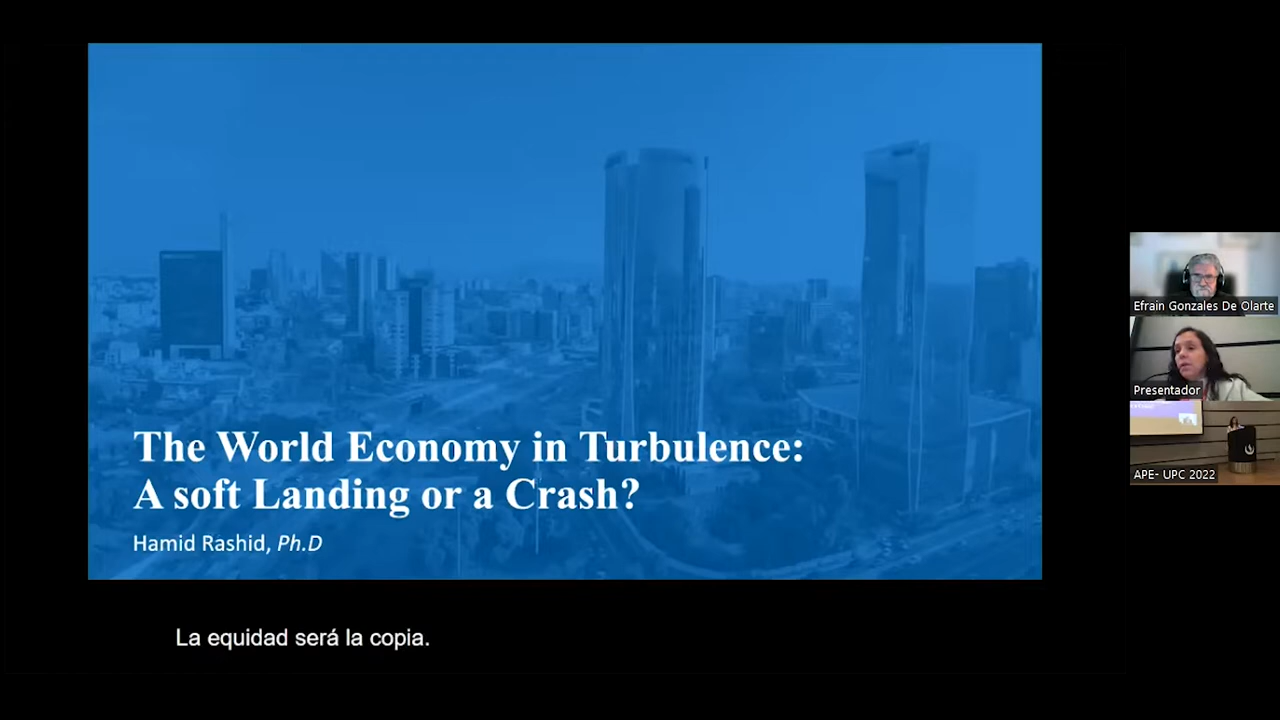 The World Economy in Turbulence:
A soft Landing or a Crash?
Hamid Rashid, Ph.D
La equidad será la copia.
Efrain Gonzales De Olarte
Presentador
APE- UPC 2022